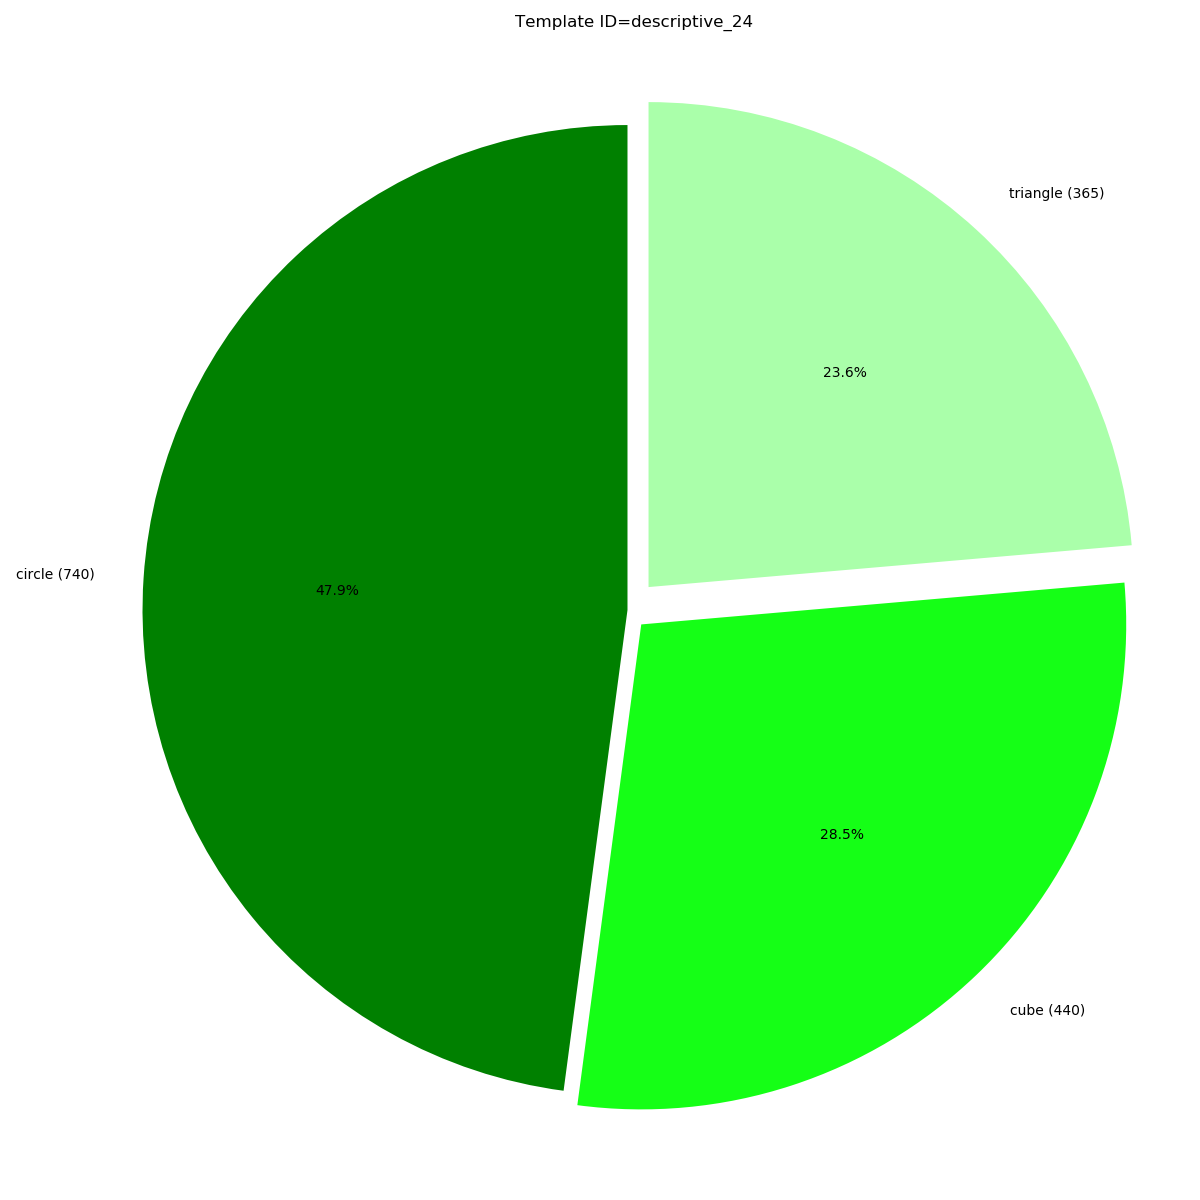 Template ID=descriptive_24
triangle (365)
23.6%
circle (740)
47.9%
28.5%
cube (440)